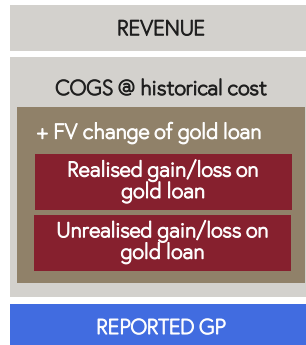 REVENUE
COGS @ historical cost
+ FV change of gold loan
Realised gain/loss on
gold loan
Unrealised gain/loss on
gold loan
REPORTED GP